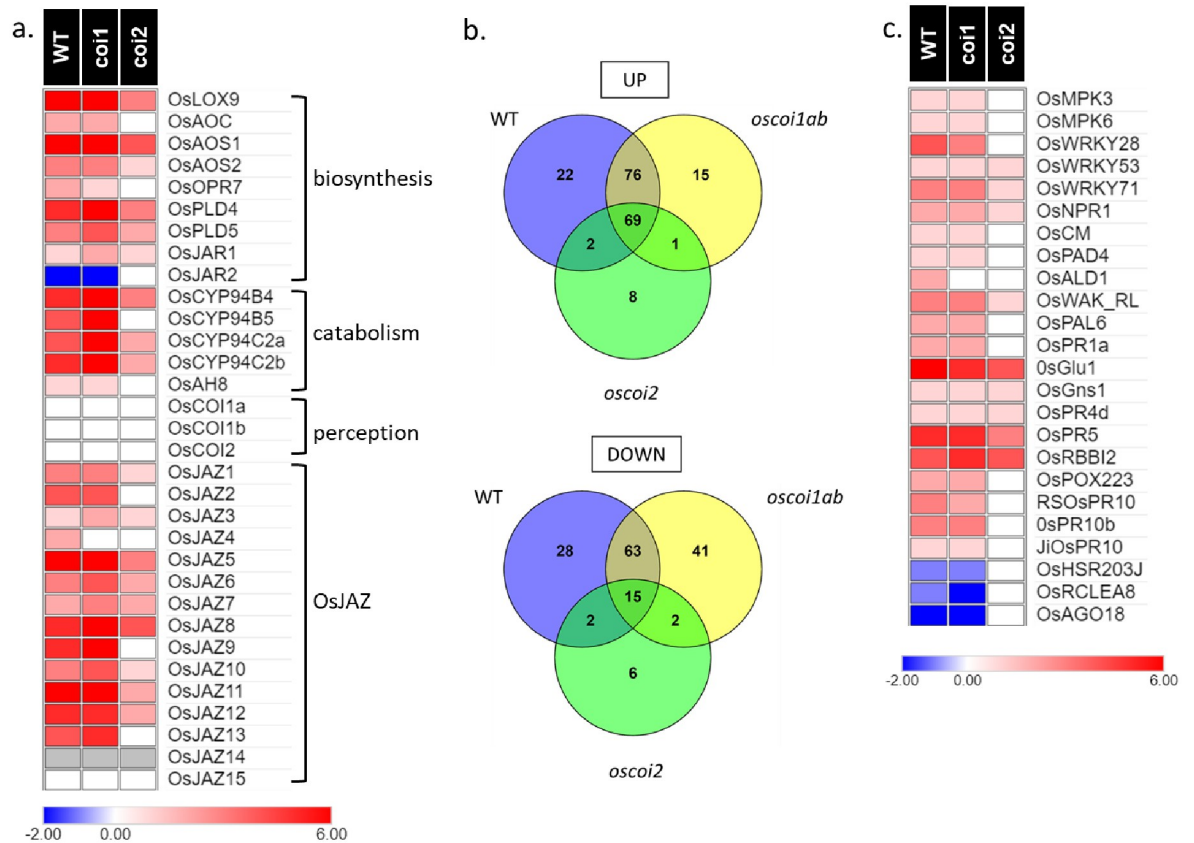 a.
WT coi1 coi2
OsLOX9
OsAOC
OsAOS1
OsAOS2
OsOPR7
OsPLD4
OsPLD5
OsJAR1
OsJAR2
biosynthesis
OsCYP94B4
OsCYP94B5
OsCYP94C2a
OsCYP94C2b
OsAH8
catabolism
OsCOI1a
OsCOI1b
OsCOI2
perception
OsJAZ1
OsJAZ2
OsJAZ3
OsJAZ4
OsJAZ5
OsJAZ6
OsJAZ7
OsJAZ8
OsJAZ9
OsJAZ10
OsJAZ11
OsJAZ12
OsJAZ13
OsJAZ14
OsJAZ15
OsJAZ
-2.00 0.00 6.00
b.
UP
WT oscoi1ab
22 76 15
69
2 1
8
oscoi2
DOWN
WT oscoi1ab
28 63 41
15
2 2
6
oscoi2
c.
WT coi1 coi2
OsMPK3
OsMPK6
OsWRKY28
OsWRKY53
OsWRKY71
OsNPR1
OsCM
OsPAD4
OsALD1
OsWAK_RL
OsPAL6
OsPR1a
0sGlu1
OsGns1
OsPR4d
OsPR5
OsRBBI2
OsPOX223
RSOsPR10
0sPR10b
JiOsPR10
OsHSR203J
OsRCLEA8
OsAGO18
-2.00 0.00 6.00